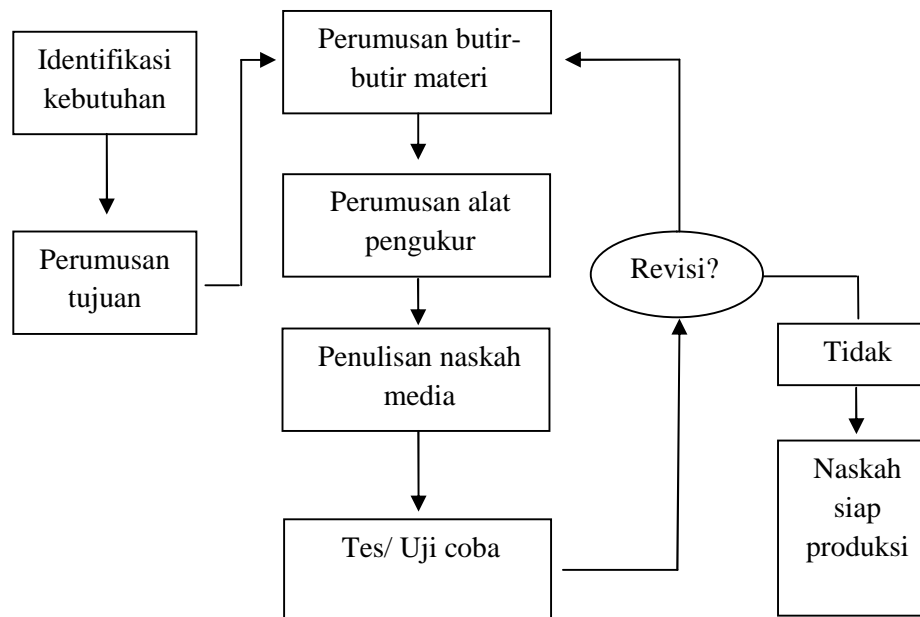 Identifikasi
kebutuhan
Perumusan
tujuan
Perumusan butir-
butir materi
Perumusan alat
pengukur
Penulisan naskah
media
Tes/ Uji coba
Revisi?
Tidak
Naskah
siap
produksi